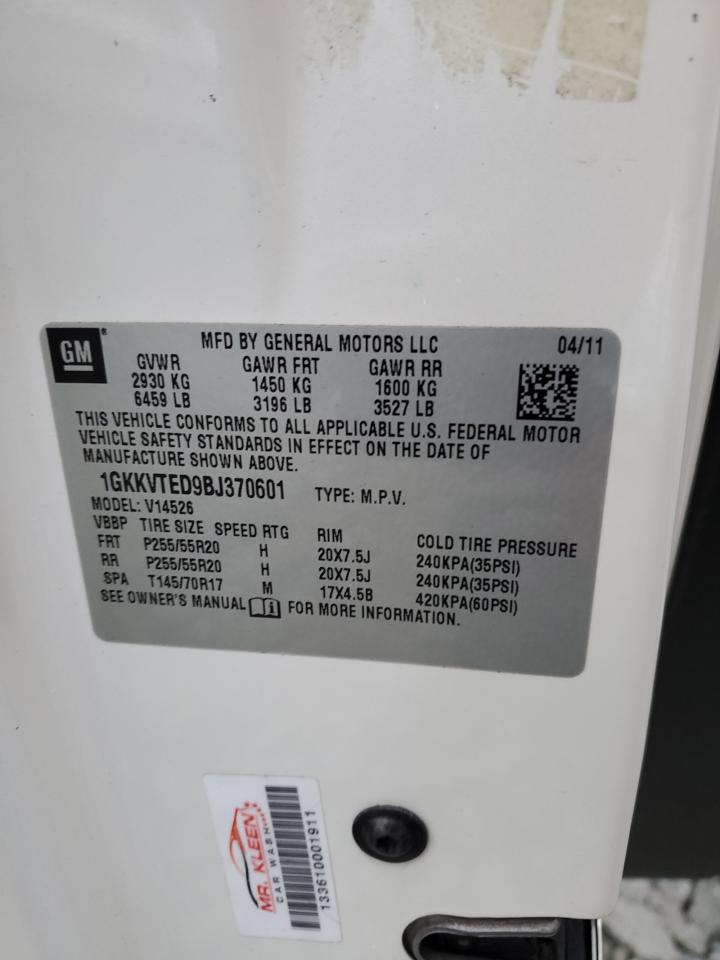 GM
MFD BY GENERAL MOTORS LLC 04/11
GVWR GAWR FRT GAWR RR
2930 KG 1450 KG 1600 KG
6459 LB 3196 LB 3527 LB
THIS VEHICLE CONFORMS TO ALL APPLICABLE U.S. FEDERAL MOTOR
VEHICLE SAFETY STANDARDS IN EFFECT ON THE DATE OF
MANUFACTURE SHOWN ABOVE.
1GKKVTED9BJ370601 TYPE: M.P.V.
MODEL: V14526
VBBP TIRE SIZE SPEED RTG RIM COLD TIRE PRESSURE
FRT P255/55R20 H 20X7.5J 240KPA(35PSI)
RR P255/55R20 H 20X7.5J 240KPA(35PSI)
SPA T145/70R17 M 17X4.5B 420KPA(60PSI)
SEE OWNER'S MANUAL FOR MORE INFORMATION.
MR. KLEEN
CAR WASH
133610001911